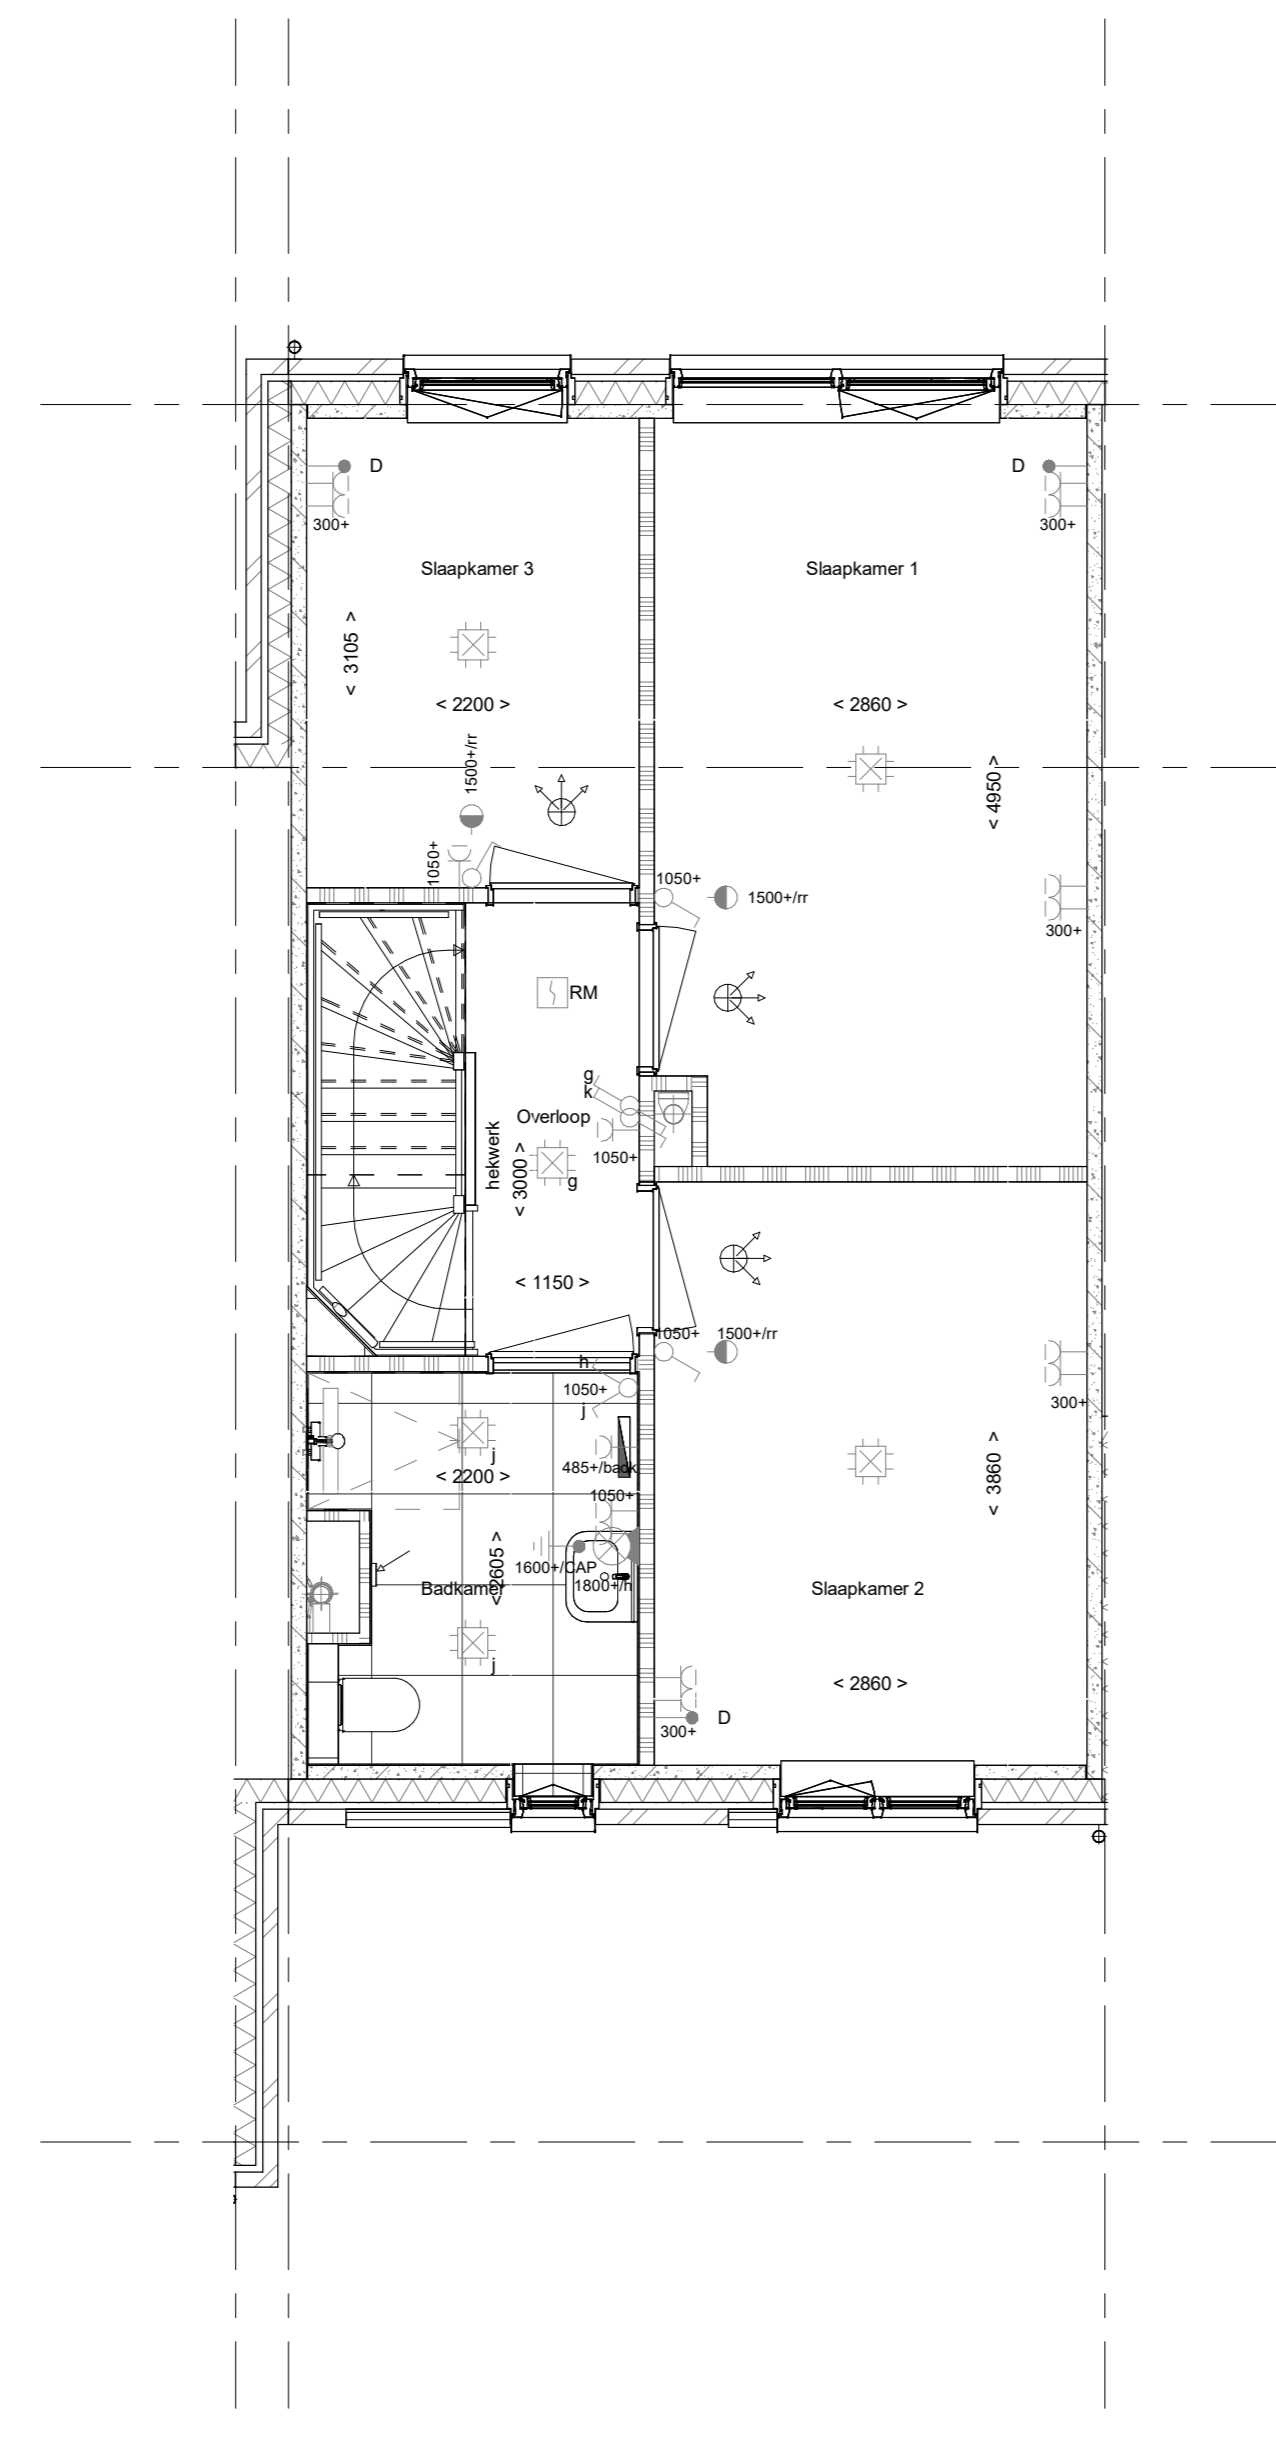 D
D
300+
300+
Slaapkamer 3
Slaapkamer 1
< 3105 >
< 2200 >
< 2860 >
1500+/rr
< 4950 >
1050+
1050+
1500+/rr
300+
RM
g
k
Overloop
hekwerk
< 3000 >
1050+
g
< 1150 >
1050+
1500+/rr
h
1050+
j
300+
j
485+/badk
< 2200 >
1050+
< 3860 >
< 2605 >
1600+/CAP
1800+/h
Badkamer
Slaapkamer 2
j
< 2860 >
D
300+